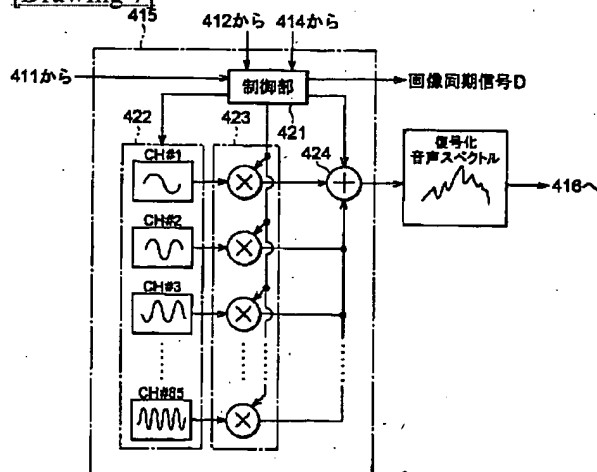 [Drawing 7]
415
412から 414から
411から
制御部
画像同期信号D
421
422
423
424
CH#1
CH#2
CH#3
CH#85
復号化
音声スペクトル
416へ